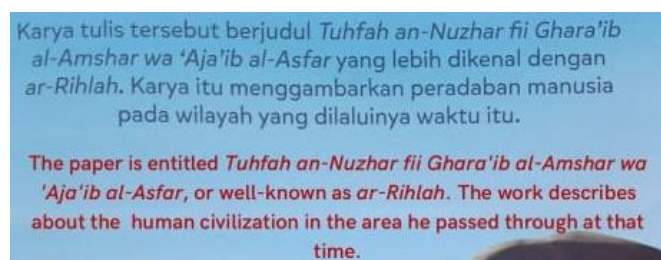 Karya tulis tersebut berjudul Tuhfah an-Nuzhar fii Ghara'ib
al-Amshar wa 'Aja'ib al-Asfar yang lebih dikenal dengan
ar-Rihlah. Karya itu menggambarkan peradaban manusia
pada wilayah yang dilaluinya waktu itu.
The paper is entitled Tuhfah an-Nuzhar fii Ghara'ib al-Amshar wa
'Aja'ib al-Asfar, or well-known as ar-Rihlah. The work describes
about the human civilization in the area he passed through at that
time.